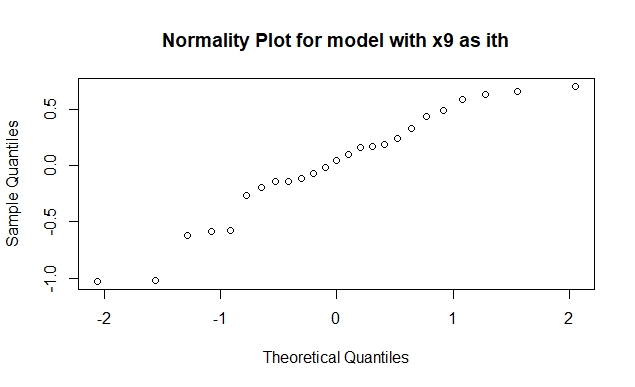 Normality Plot for model with x9 as ith
Sample Quantiles
0.5
0.0
-0.5
-1.0
-2 -1 0 1 2
Theoretical Quantiles